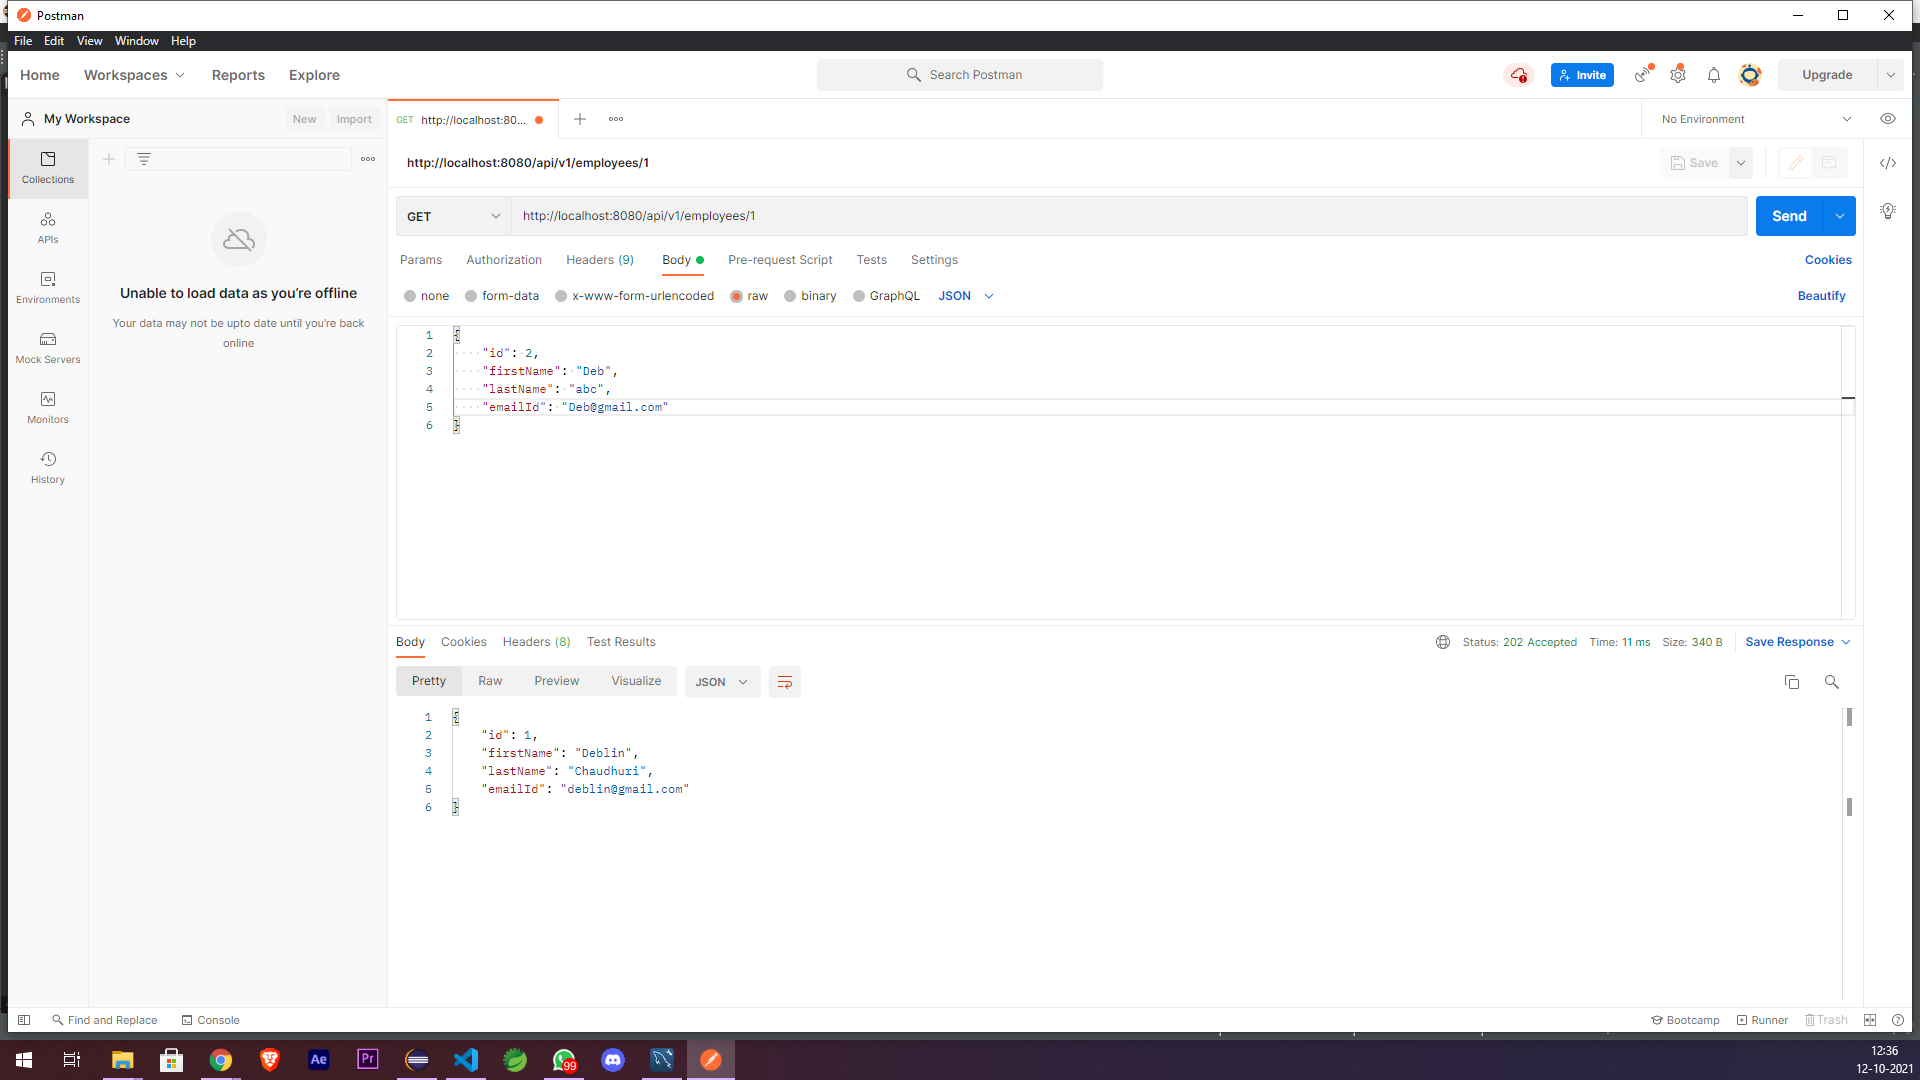 Postman
File Edit View Window Help
Home Workspaces Reports Explore
Search Postman
Invite
Upgrade
My Workspace
New Import
GET http://localhost:80...
No Environment
Collections
APIs
Environments
Mock Servers
Monitors
History
Unable to load data as you're offline
Your data may not be upto date until you're back
online
http://localhost:8080/api/v1/employees/1
Save
GET http://localhost:8080/api/v1/employees/1
Send
Params Authorization Headers (9) Body Pre-request Script Tests Settings
Cookies
none form-data x-www-form-urlencoded raw binary GraphQL JSON
Beautify
1 {
2 "id": 2,
3 "firstName": "Deb",
4 "lastName": "abc",
5 "emailId": "Deb@gmail.com"
6 }
Body Cookies Headers (8) Test Results
Status: 202 Accepted Time: 11 ms Size: 340 B
Save Response
Pretty Raw Preview Visualize JSON
1 {
2 "id": 1,
3 "firstName": "Deblin",
4 "lastName": "Chaudhuri",
5 "emailId": "deblin@gmail.com"
6 }
Find and Replace Console
Bootcamp Runner Trash
Ae
Pr
99
12:36
12-10-2021